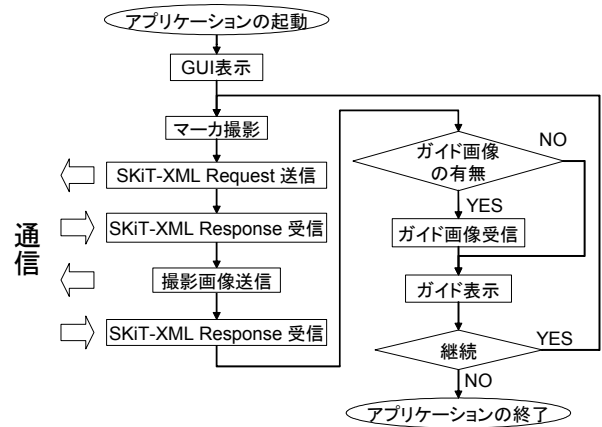 アプリケーションの起動
GUI表示
マーカ撮影
SKiT-XML Request 送信
SKiT-XML Response 受信
撮影画像送信
SKiT-XML Response 受信
通信
ガイド画像
の有無
NO
YES
ガイド画像受信
ガイド表示
継続
YES
NO
アプリケーションの終了